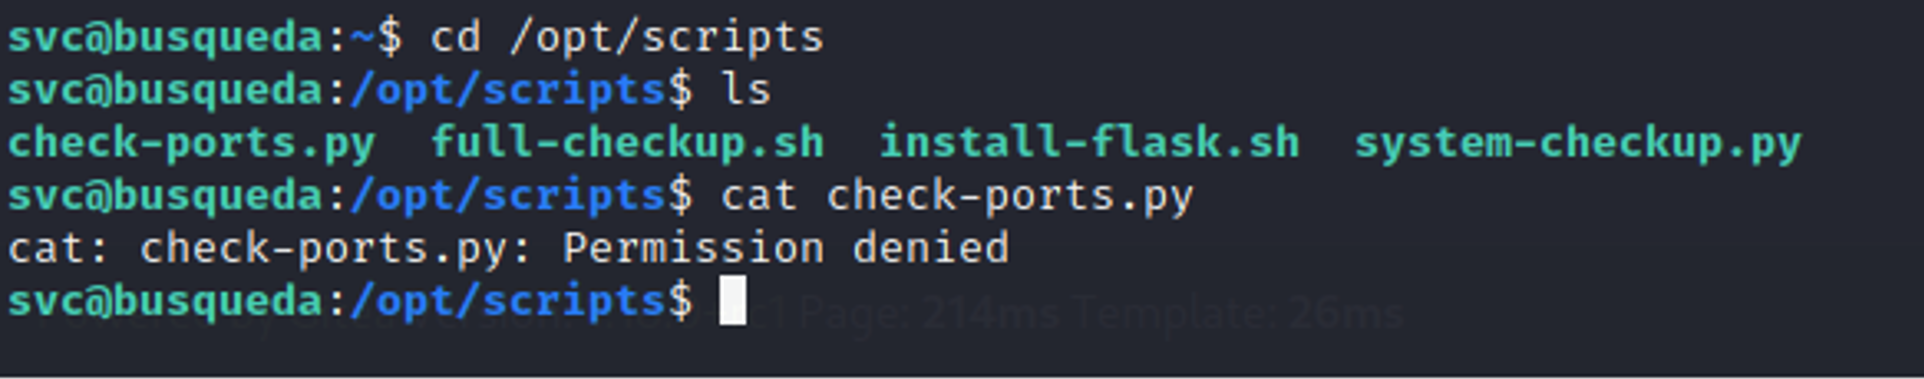 svc@busqueda:~$ cd /opt/scripts
svc@busqueda:/opt/scripts$ ls
check-ports.py  full-checkup.sh  install-flask.sh  system-checkup.py
svc@busqueda:/opt/scripts$ cat check-ports.py
cat: check-ports.py: Permission denied
svc@busqueda:/opt/scripts$
Page: 214ms Template: 26ms